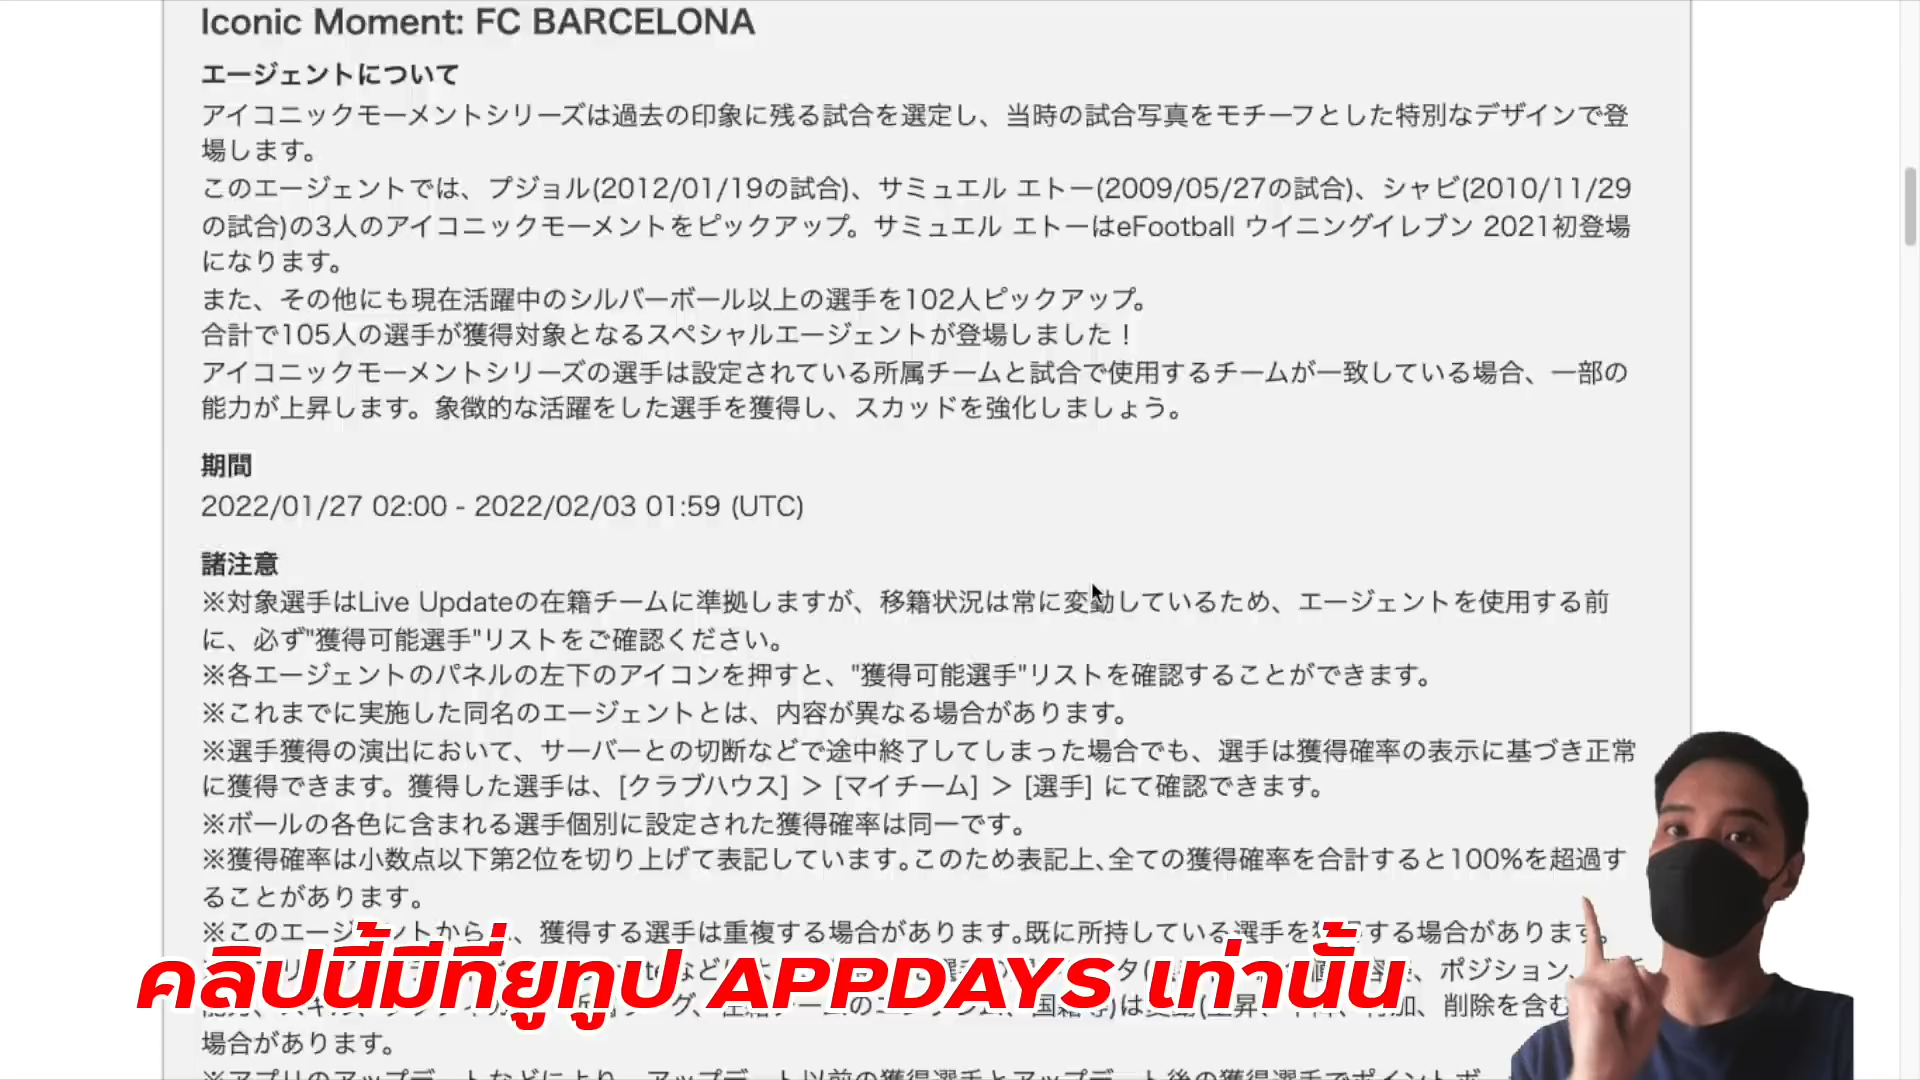 Iconic Moment: FC BARCELONA
エージェントについて
アイコニックモーメントシリーズは過去の印象に残る試合を選定し、当時の試合写真をモチーフとした特別なデザインで登
場します。
このエージェントでは、プジョル(2012/01/19の試合)、サミュエル エトー(2009/05/27の試合)、シャビ(2010/11/29
の試合)の3人のアイコニックモーメントをピックアップ。サミュエル エトーはeFootball ウイニングイレブン 2021初登場
になります。
また、その他にも現在活躍中のシルバーボール以上の選手を102人ピックアップ。
合計で105人の選手が獲得対象となるスペシャルエージェントが登場しました！
アイコニックモーメントシリーズの選手は設定されている所属チームと試合で使用するチームが一致している場合、一部の
能力が上昇します。象徴的な活躍をした選手を獲得し、スカッドを強化しましょう。
期間
2022/01/27 02:00 - 2022/02/03 01:59 (UTC)
諸注意
※対象選手はLive Updateの在籍チームに準拠しますが、移籍状況は常に変動しているため、エージェントを使用する前
に、必ず"獲得可能選手"リストをご確認ください。
※各エージェントのパネルの左下のアイコンを押すと、"獲得可能選手"リストを確認することができます。
※これまでに実施した同名のエージェントとは、内容が異なる場合があります。
※選手獲得の演出において、サーバーとの切断などで途中終了してしまった場合でも、選手は獲得確率の表示に基づき正常
に獲得できます。獲得した選手は、[クラブハウス] ＞ [マイチーム] ＞ [選手] にて確認できます。
※ボールの各色に含まれる選手個別に設定された獲得確率は同一です。
※獲得確率は小数点以下第2位を切り上げて表記しています。このため表記上、全ての獲得確率を合計すると100%を超過す
ることがあります。
※このエージェントから、獲得する選手は重複する場合があります。既に所持している選手を する場合があります。
คลิปนี้มีที่ยูทูป APPDAYS เท่านั้น
、ポジション、
国籍等)は 加、削除を含む
場合があります。